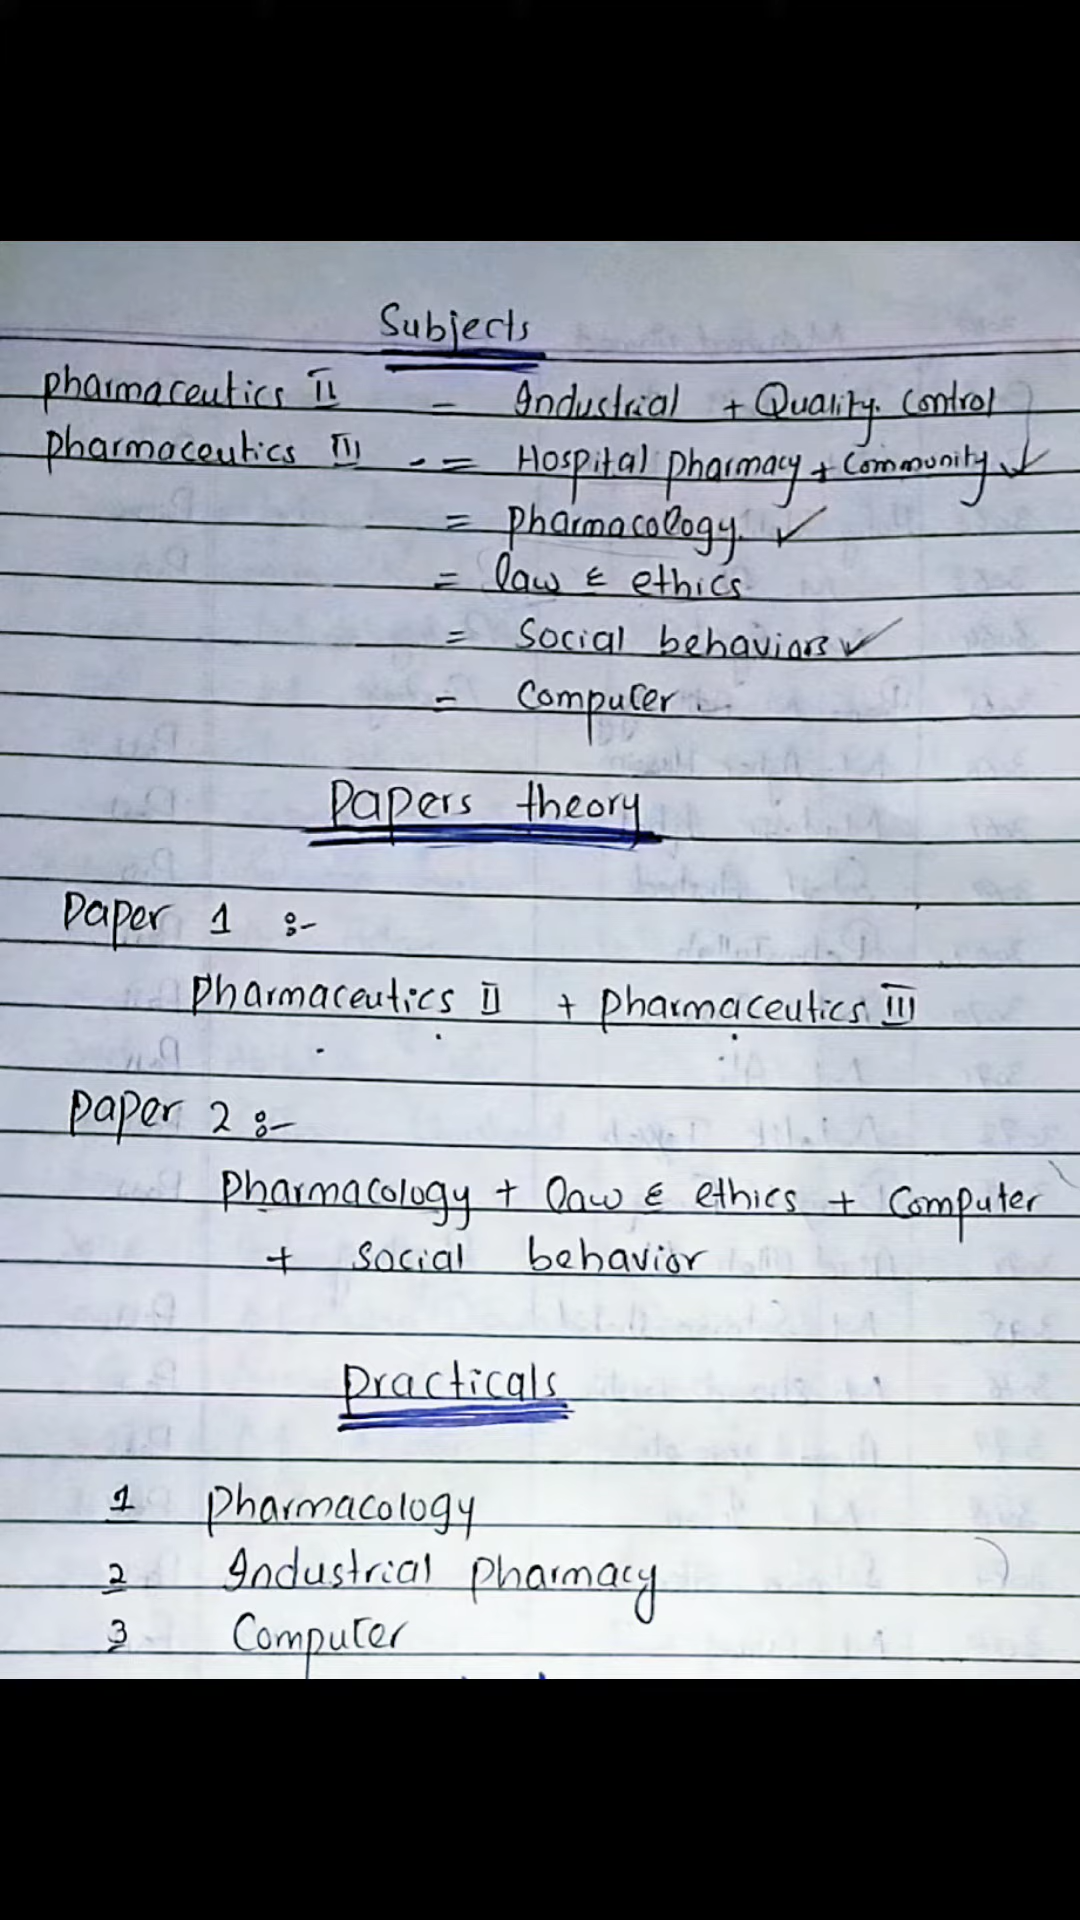 Subjects
Pharmaceutics II - Industrial + Quality Control
Pharmaceutics III - = Hospital pharmacy + Community ✓
= Pharmacology. ✓
= law & ethics
= Social behaviors ✓
- Computer
Papers theory
Paper 1 :-
Pharmaceutics II + Pharmaceutics III
Paper 2 :-
Pharmacology + law & ethics + Computer
+ social behavior
Practicals
1 Pharmacology
2 Industrial Pharmacy
3 Computer